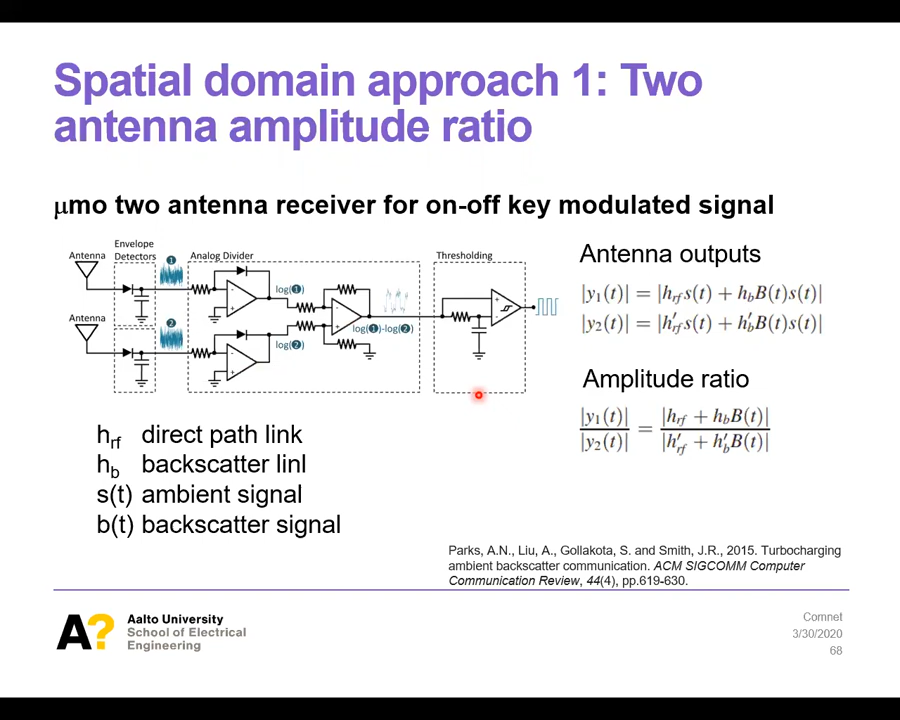 Spatial domain approach 1: Two
antenna amplitude ratio
μmo two antenna receiver for on-off key modulated signal
Antenna
Envelope
Detectors
1
Analog Divider
log(1)
Thresholding
Antenna
2
log(2)
log(1)-log(2)
- + - + - + + -
Antenna outputs
|y₁(t)| = |h_rf s(t) + h_b B(t)s(t)|
|y₂(t)| = |h′_rf s(t) + h′_b B(t)s(t)|
Amplitude ratio
|y₁(t)| / |y₂(t)| = |h_rf + h_b B(t)| / |h′_rf + h′_b B(t)|
h_rf direct path link
h_b backscatter linl
s(t) ambient signal
b(t) backscatter signal
Parks, A.N., Liu, A., Gollakota, S. and Smith, J.R., 2015. Turbocharging
ambient backscatter communication. ACM SIGCOMM Computer
Communication Review, 44(4), pp.619-630.
A?
Aalto University
School of Electrical
Engineering
Comnet
3/30/2020
68